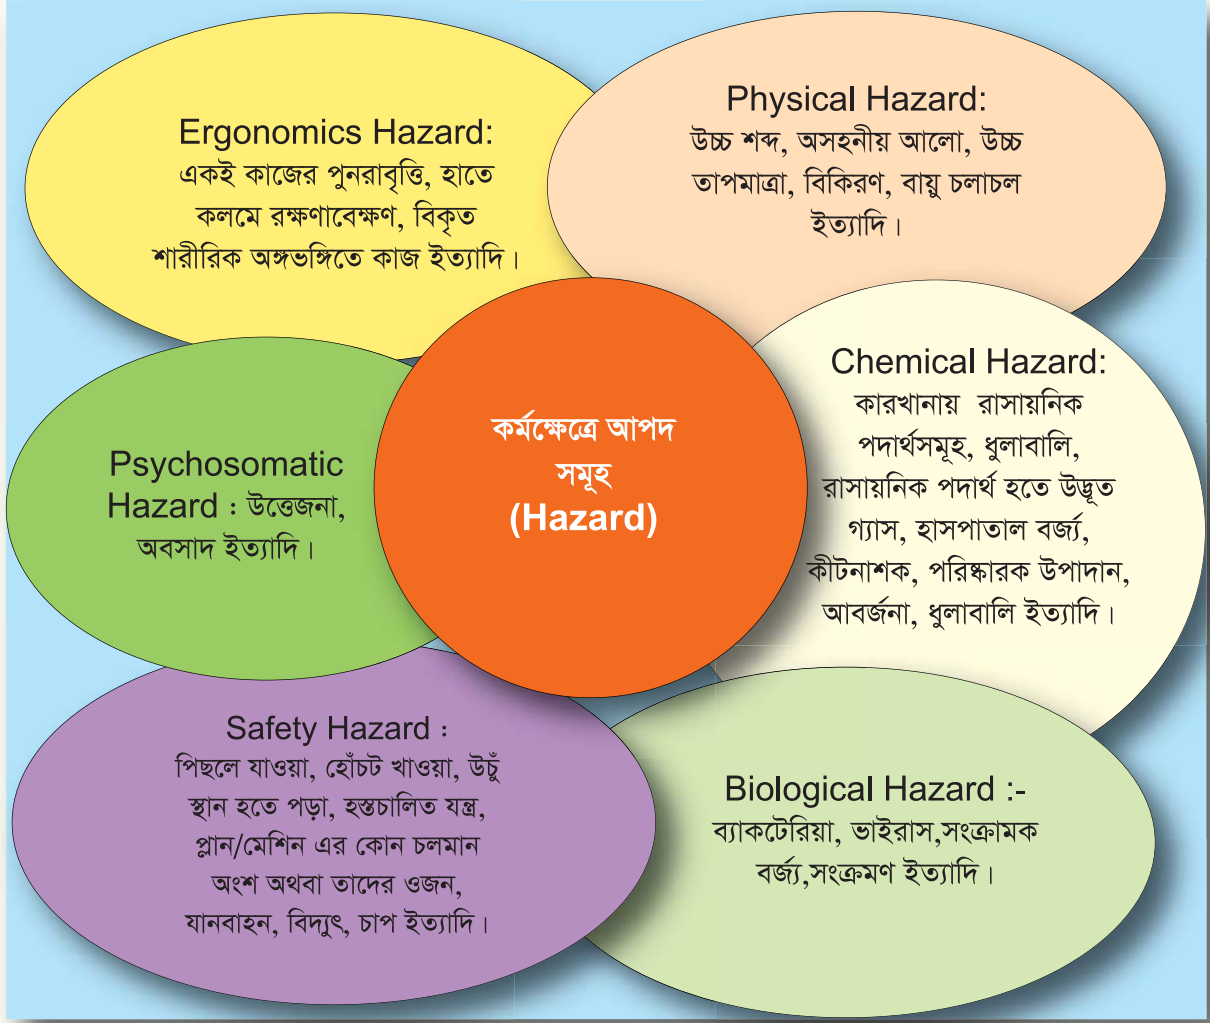 Ergonomics Hazard:
একই কাজের পুনরাবৃত্তি, হাতে
কলমে রক্ষণাবেক্ষণ, বিকৃত
শারীরিক অঙ্গভঙ্গিতে কাজ ইত্যাদি।
Physical Hazard:
উচ্চ শব্দ, অসহনীয় আলো, উচ্চ
তাপমাত্রা, বিকিরণ, বায়ু চলাচল
ইত্যাদি।
Chemical Hazard:
কারখানায় রাসায়নিক
পদার্থসমূহ, ধুলাবালি,
রাসায়নিক পদার্থ হতে উদ্ভূত
গ্যাস, হাসপাতাল বর্জ্য,
কীটনাশক, পরিষ্কারক উপাদান,
আবর্জনা, ধুলাবালি ইত্যাদি।
কর্মক্ষেত্রে আপদ
সমূহ
(Hazard)
Psychosomatic
Hazard : উত্তেজনা,
অবসাদ ইত্যাদি।
Safety Hazard :
পিছলে যাওয়া, হোঁচট খাওয়া, উচুঁ
স্থান হতে পড়া, হস্তচালিত যন্ত্র,
প্লান/মেশিন এর কোন চলমান
অংশ অথবা তাদের ওজন,
যানবাহন, বিদ্যুৎ, চাপ ইত্যাদি।
Biological Hazard :-
ব্যাকটেরিয়া, ভাইরাস,সংক্রামক
বর্জ্য,সংক্রমণ ইত্যাদি।